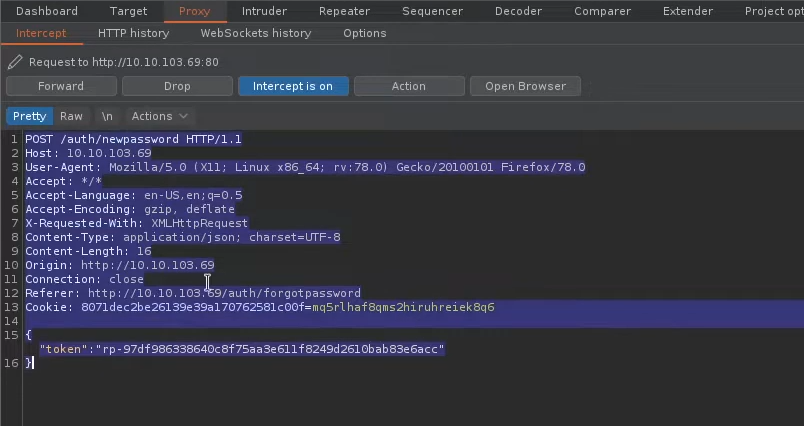 Dashboard Target Proxy Intruder Repeater Sequencer Decoder Comparer Extender Project opt
Intercept HTTP history WebSockets history Options
Request to http://10.10.103.69:80
Forward Drop Intercept is on Action Open Browser
Pretty Raw \n Actions
1 POST /auth/newpassword HTTP/1.1
2 Host: 10.10.103.69
3 User-Agent: Mozilla/5.0 (X11; Linux x86_64; rv:78.0) Gecko/20100101 Firefox/78.0
4 Accept: */*
5 Accept-Language: en-US,en;q=0.5
6 Accept-Encoding: gzip, deflate
7 X-Requested-With: XMLHttpRequest
8 Content-Type: application/json; charset=UTF-8
9 Content-Length: 16
10 Origin: http://10.10.103.69
11 Connection: close
12 Referer: http://10.10.103.69/auth/forgotpassword
13 Cookie: 8071dec2be26139e39a170762581c00f=mq5rlhaf8qms2hiruhreiek8q6
14
15 {
"token":"rp-97df986338640c8f75aa3e611f8249d2610bab83e6acc"
16 }